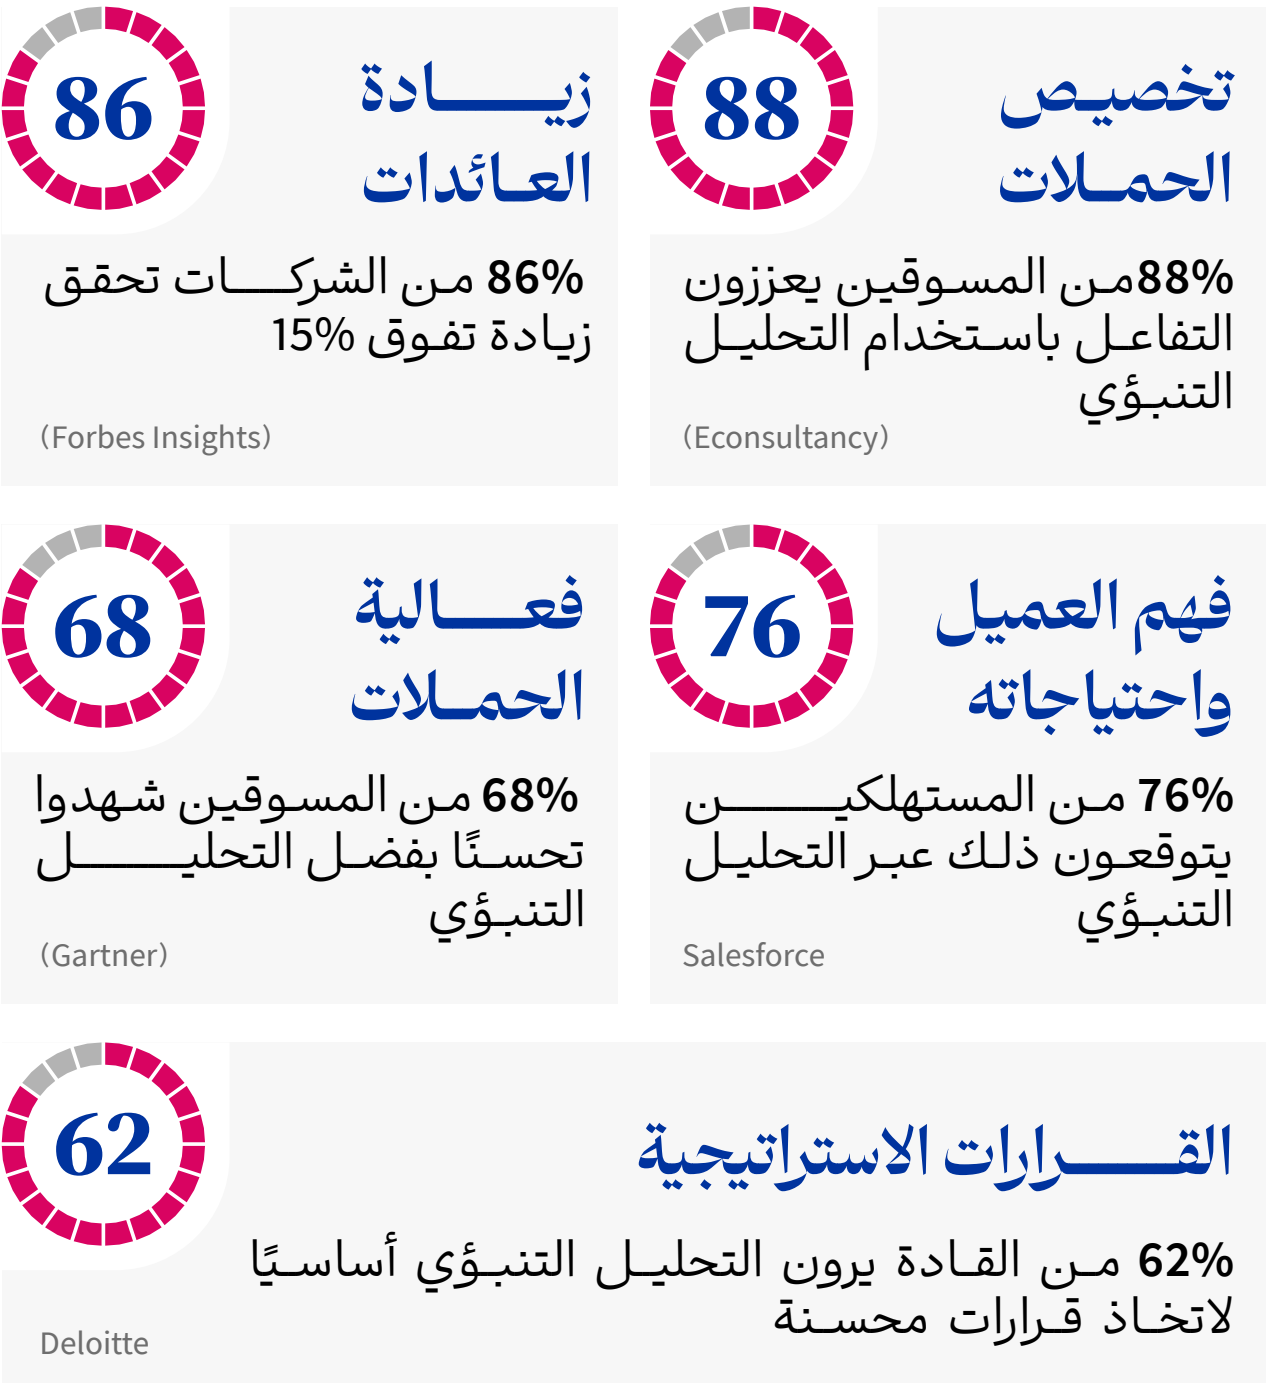 88
تخصيص
الحملات
88% من المسوقين يعززون
التفاعل باستخدام التحليل
التنبؤي
(Econsultancy)
86
زيادة
العائدات
86% من الشركات تحقق
زيادة تفوق 15%
(Forbes Insights)
76
فهم العميل
واحتياجاته
76% من المستهلكين
يتوقعون ذلك عبر التحليل
التنبؤي
Salesforce
68
فعالية
الحملات
68% من المسوقين شهدوا
تحسنًا بفضل التحليل
التنبؤي
(Gartner)
62
القرارات الاستراتيجية
62% من القادة يرون التحليل التنبؤي أساسيًا
لاتخاذ قرارات محسنة
Deloitte